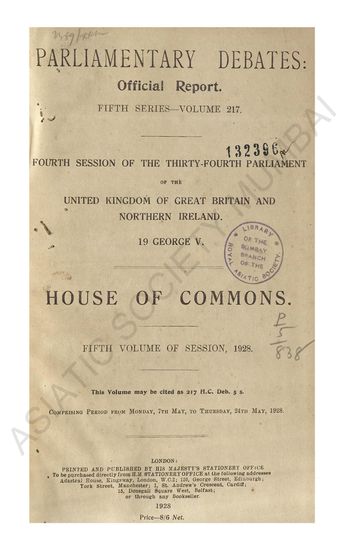 PARLIAMENTARY DEBATES:
Official Report.
FIFTH SERIES—VOLUME 217.
132396
FOURTH SESSION OF THE THIRTY-FOURTH PARLIAMENT
OF THE
UNITED KINGDOM OF GREAT BRITAIN AND
NORTHERN IRELAND.
19 GEORGE V.
LIBRARY
OF THE
BOMBAY
BRANCH
OF THE
ROYAL ASIATIC SOCIETY
HOUSE OF COMMONS.
P
5
838
FIFTH VOLUME OF SESSION, 1928.
This Volume may be cited as 217 H.C. Deb. 5 s.
COMPRISING PERIOD FROM MONDAY, 7TH MAY, TO THURSDAY, 24TH MAY, 1928.
LONDON:
PRINTED AND PUBLISHED BY HIS MAJESTY'S STATIONERY OFFICE
To be purchased directly from H.M. STATIONERY OFFICE at the following addresses
Adastral House, Kingsway, London, W.C.2; 120, George Street, Edinburgh;
York Street, Manchester; 1, St. Andrew's Crescent, Cardiff;
15, Donegall Square West, Belfast;
or through any Bookseller.
1928
Price—8/6 Net.
ASIATIC SOCIETY MUMBAI